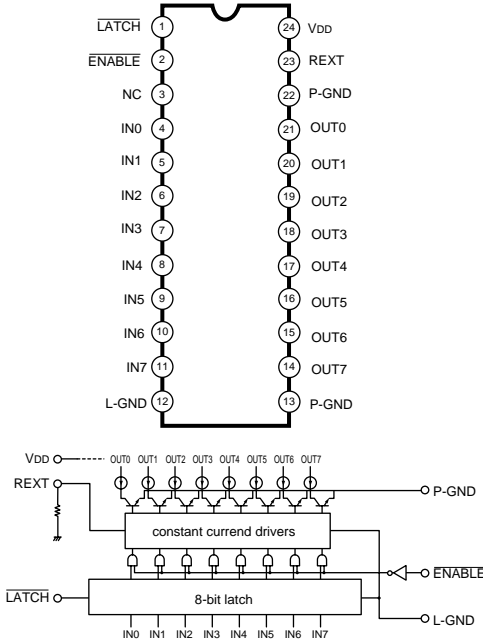 LATCH 1 24 VDD
ENABLE 2 23 REXT
NC 3 22 P-GND
IN0 4 21 OUT0
IN1 5 20 OUT1
IN2 6 19 OUT2
IN3 7 18 OUT3
IN4 8 17 OUT4
IN5 9 16 OUT5
IN6 10 15 OUT6
IN7 11 14 OUT7
L-GND 12 13 P-GND
VDD OUT0 OUT1 OUT2 OUT3 OUT4 OUT5 OUT6 OUT7
REXT P-GND
constant currend drivers
ENABLE
LATCH 8-bit latch
L-GND
IN0 IN1 IN2 IN3 IN4 IN5 IN6 IN7